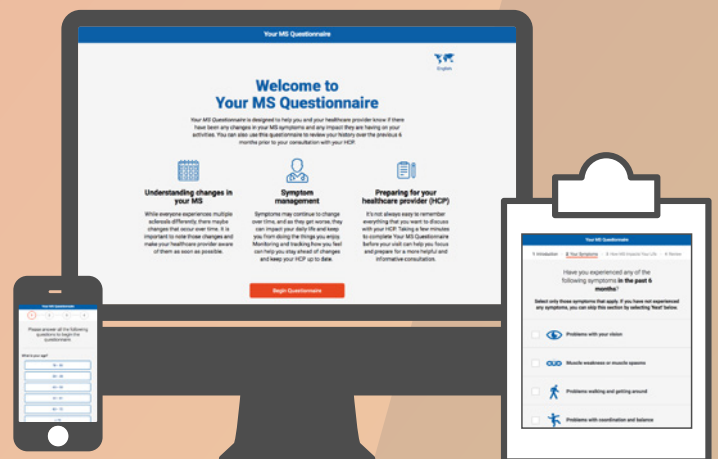 Your MS Questionnaire
English
Welcome to
Your MS Questionnaire
Your MS Questionnaire is designed to help you and your healthcare provider know if there
have been any changes in your MS symptoms and any impact they are having on your
activities. You can also use this questionnaire to review your history over the previous 6
months prior to your consultation with your HCP.
Understanding changes in
your MS
While everyone experiences multiple
sclerosis differently, there maybe
changes that occur over time. It is
important to note those changes and
make your healthcare provider aware
of them as soon as possible.
Symptom
management
Symptoms may continue to change
over time, and as they get worse, they
can impact your daily life and keep
you from doing the things you enjoy.
Monitoring and tracking how you feel
can help you stay ahead of changes
and keep your HCP up to date.
Preparing for your
healthcare provider (HCP)
It's not always easy to remember
everything that you want to discuss
with your HCP. Taking a few minutes
to complete Your MS Questionnaire
before your visit can help you focus
and prepare for a more helpful and
informative consultation.
Begin Questionnaire
Your MS Questionnaire
1 2 3 4
Please answer all the following
questions to begin the
questionnaire.
What is your age?
Your MS Questionnaire
1 Introduction 2 Your Symptoms 3 How MS Impacts Your Life 4 Review
Have you experienced any of the
following symptoms in the past 6
months?
Select only those symptoms that apply. If you have not experienced
any symptoms, you can skip this section by selecting 'Next' below.
Problems with your vision
Muscle weakness or muscle spasms
Problems walking and getting around
Problems with coordination and balance